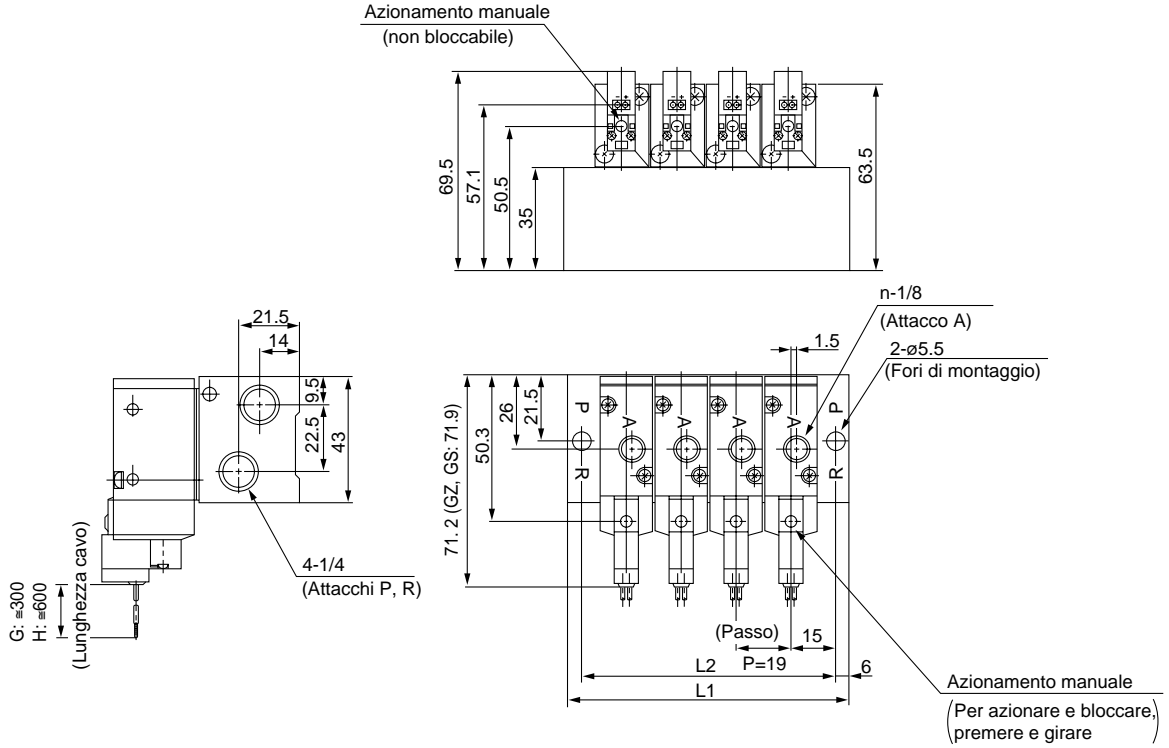 Azionamento manuale
(non bloccabile)
- +
- +
- +
- +
69.5
57.1
50.5
35
63.5
n-1/8
(Attacco A)
1.5
2-ø5.5
(Fori di montaggio)
21.5
14
9.5
22.5
43
4-1/4
(Attacchi P, R)
G: ≅300
H: ≅600
(Lunghezza cavo)
71.2 (GZ, GS: 71.9)
50.3
26
21.5
P
R
A
A
A
A
P
R
(Passo)
P=19
15
L2
6
L1
Azionamento manuale
(Per azionare e bloccare,
premere e girare)